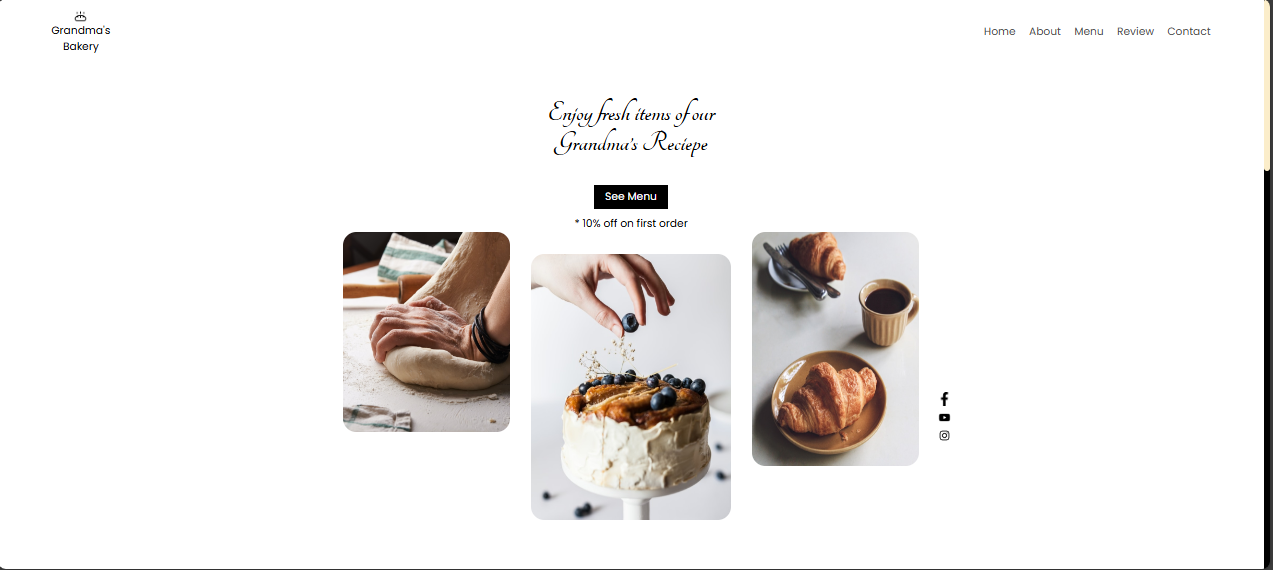 Grandma's
Bakery
Home About Menu Review Contact
Enjoy fresh items of our
Grandma's Reciepe
See Menu
* 10% off on first order